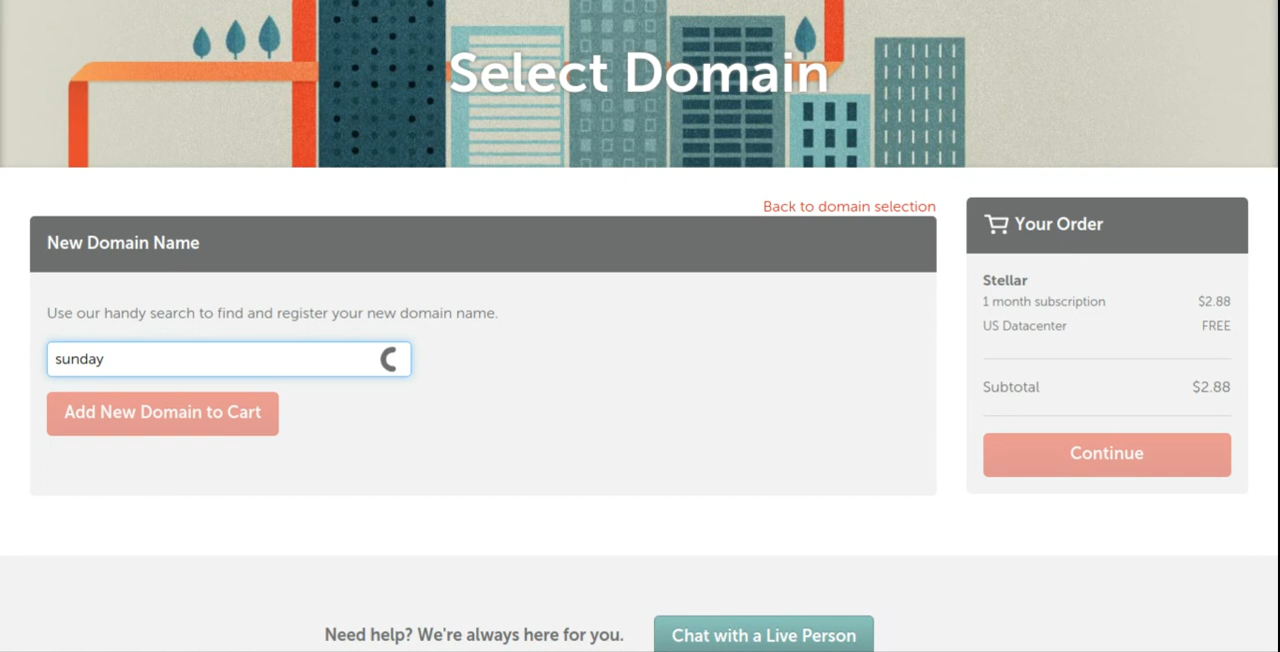 Select Domain
Back to domain selection
New Domain Name
Use our handy search to find and register your new domain name.
sunday
Add New Domain to Cart
Your Order
Stellar
1 month subscription $2.88
US Datacenter FREE
Subtotal $2.88
Continue
Need help? We're always here for you.
Chat with a Live Person